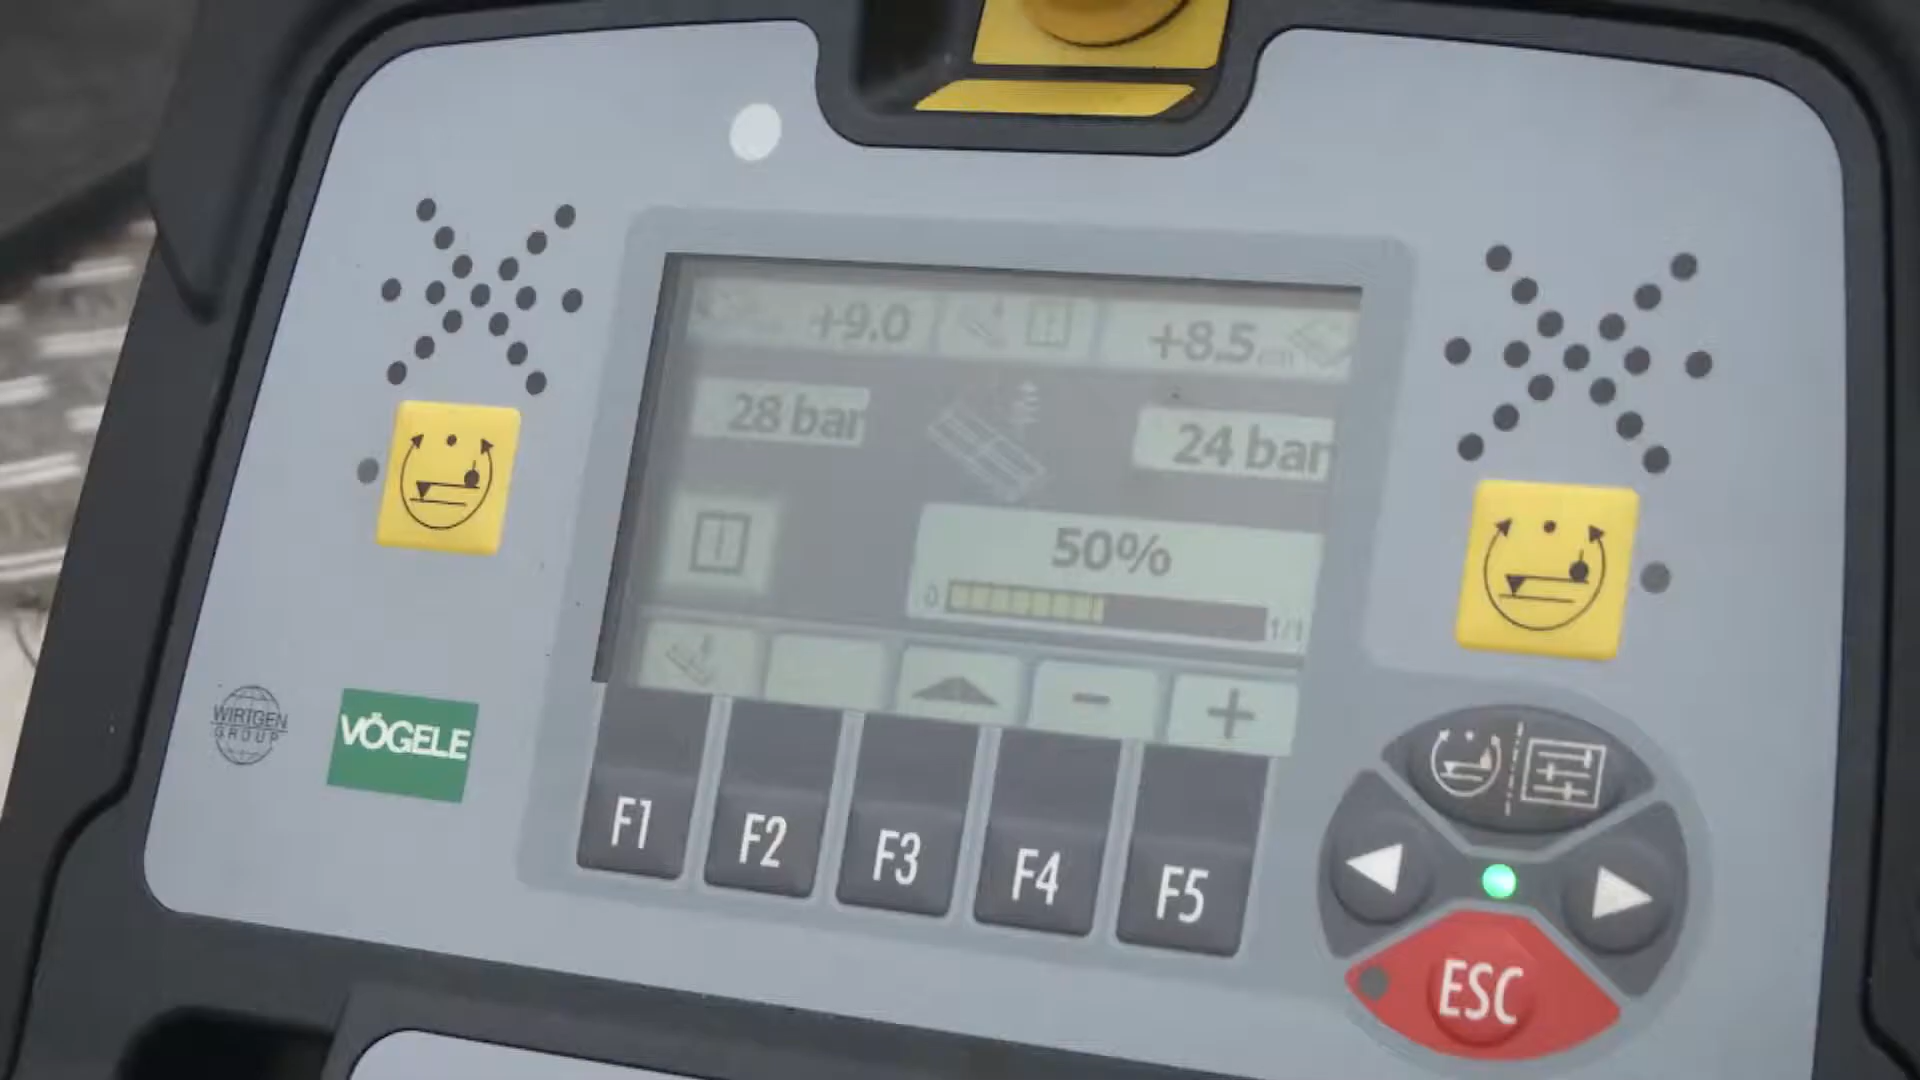 +9.0
+8.5 cm
28 bar
24 bar
50%
0
1/1
-
+
WIRTGEN
GROUP
VÖGELE
F1
F2
F3
F4
F5
ESC